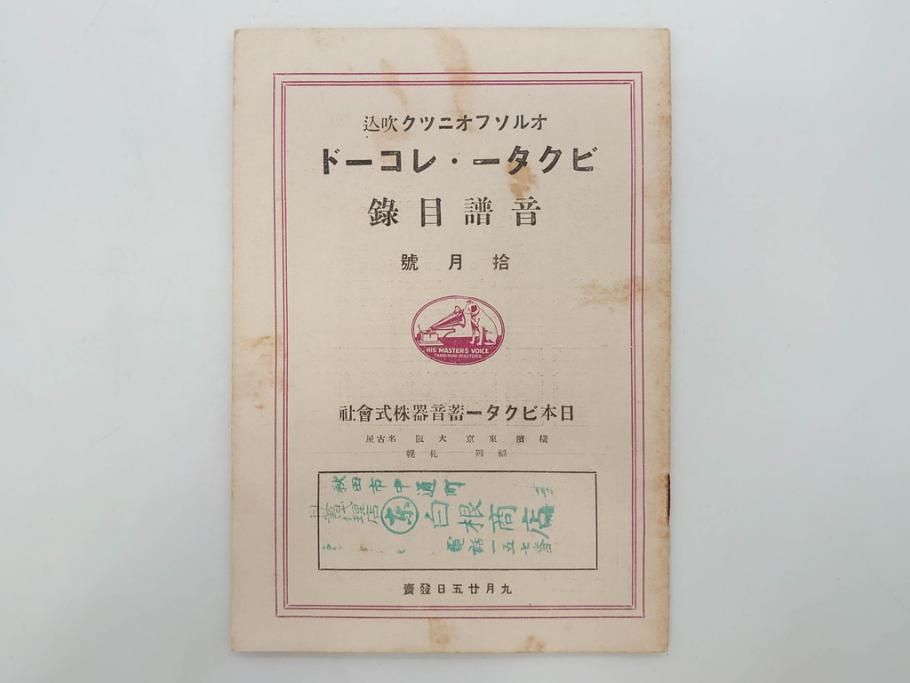 オルソフオニツク吹込
ビクター・レコード
音譜目錄
拾月號
HIS MASTER'S VOICE
日本ビクター蓄音器株式會社
橫濱 東京 大阪 名古屋
福岡 札幌
秋田市中通町
代理店 白根商店
電話一五七番
九月廿五日發賣